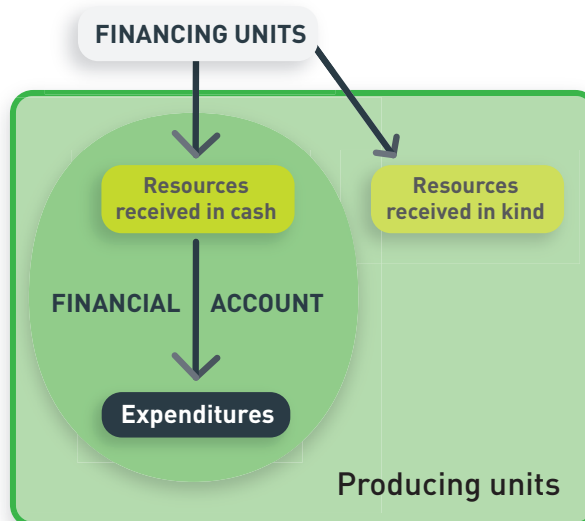 FINANCING UNITS
Resources
received in cash
Resources
received in kind
FINANCIAL ACCOUNT
Expenditures
Producing units